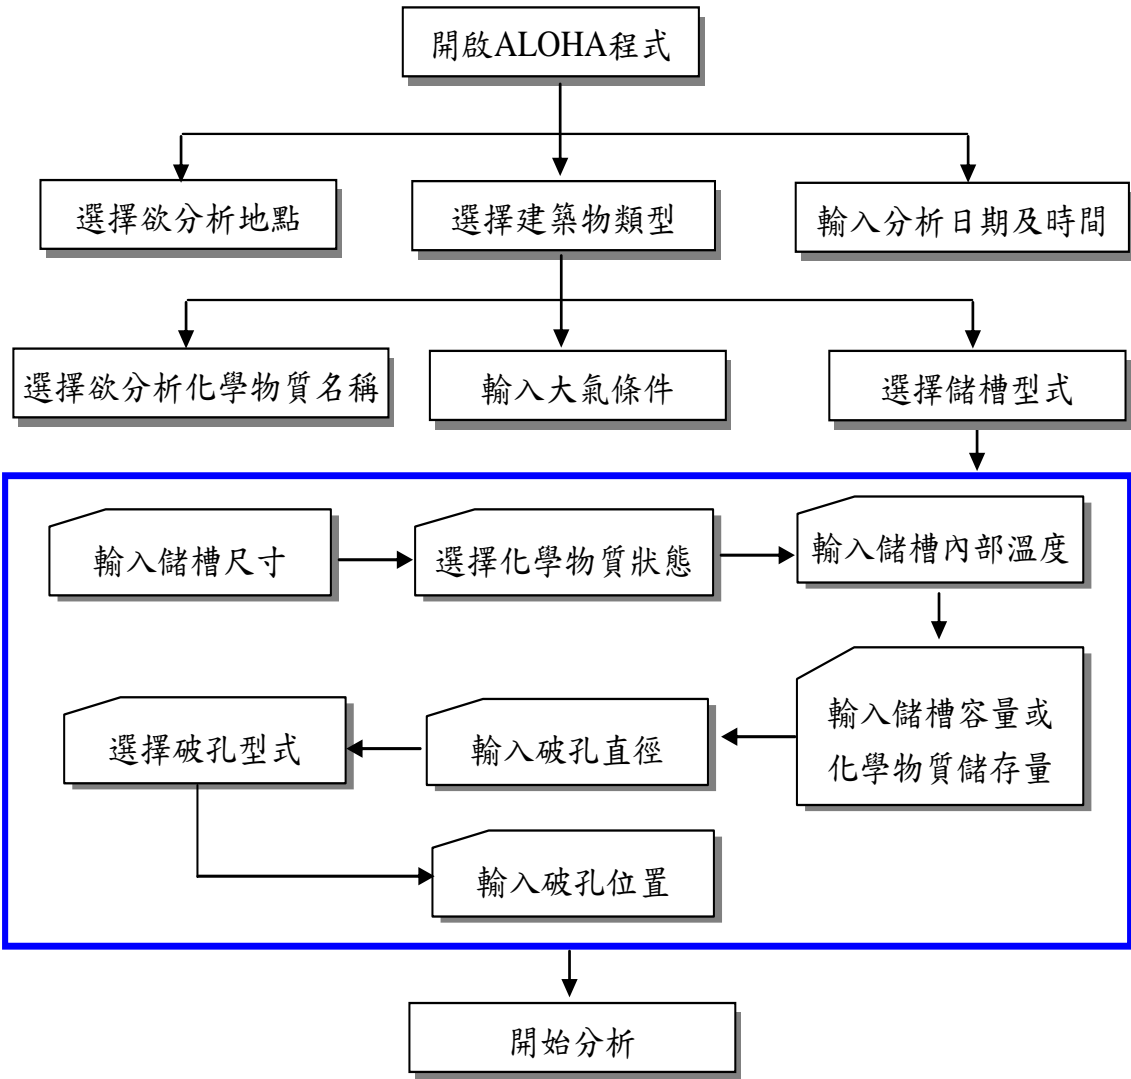 開啟ALOHA程式
選擇欲分析地點
選擇建築物類型
輸入分析日期及時間
選擇欲分析化學物質名稱
輸入大氣條件
選擇儲槽型式
輸入儲槽尺寸
選擇化學物質狀態
輸入儲槽內部溫度
輸入儲槽容量或
化學物質儲存量
輸入破孔直徑
選擇破孔型式
輸入破孔位置
開始分析